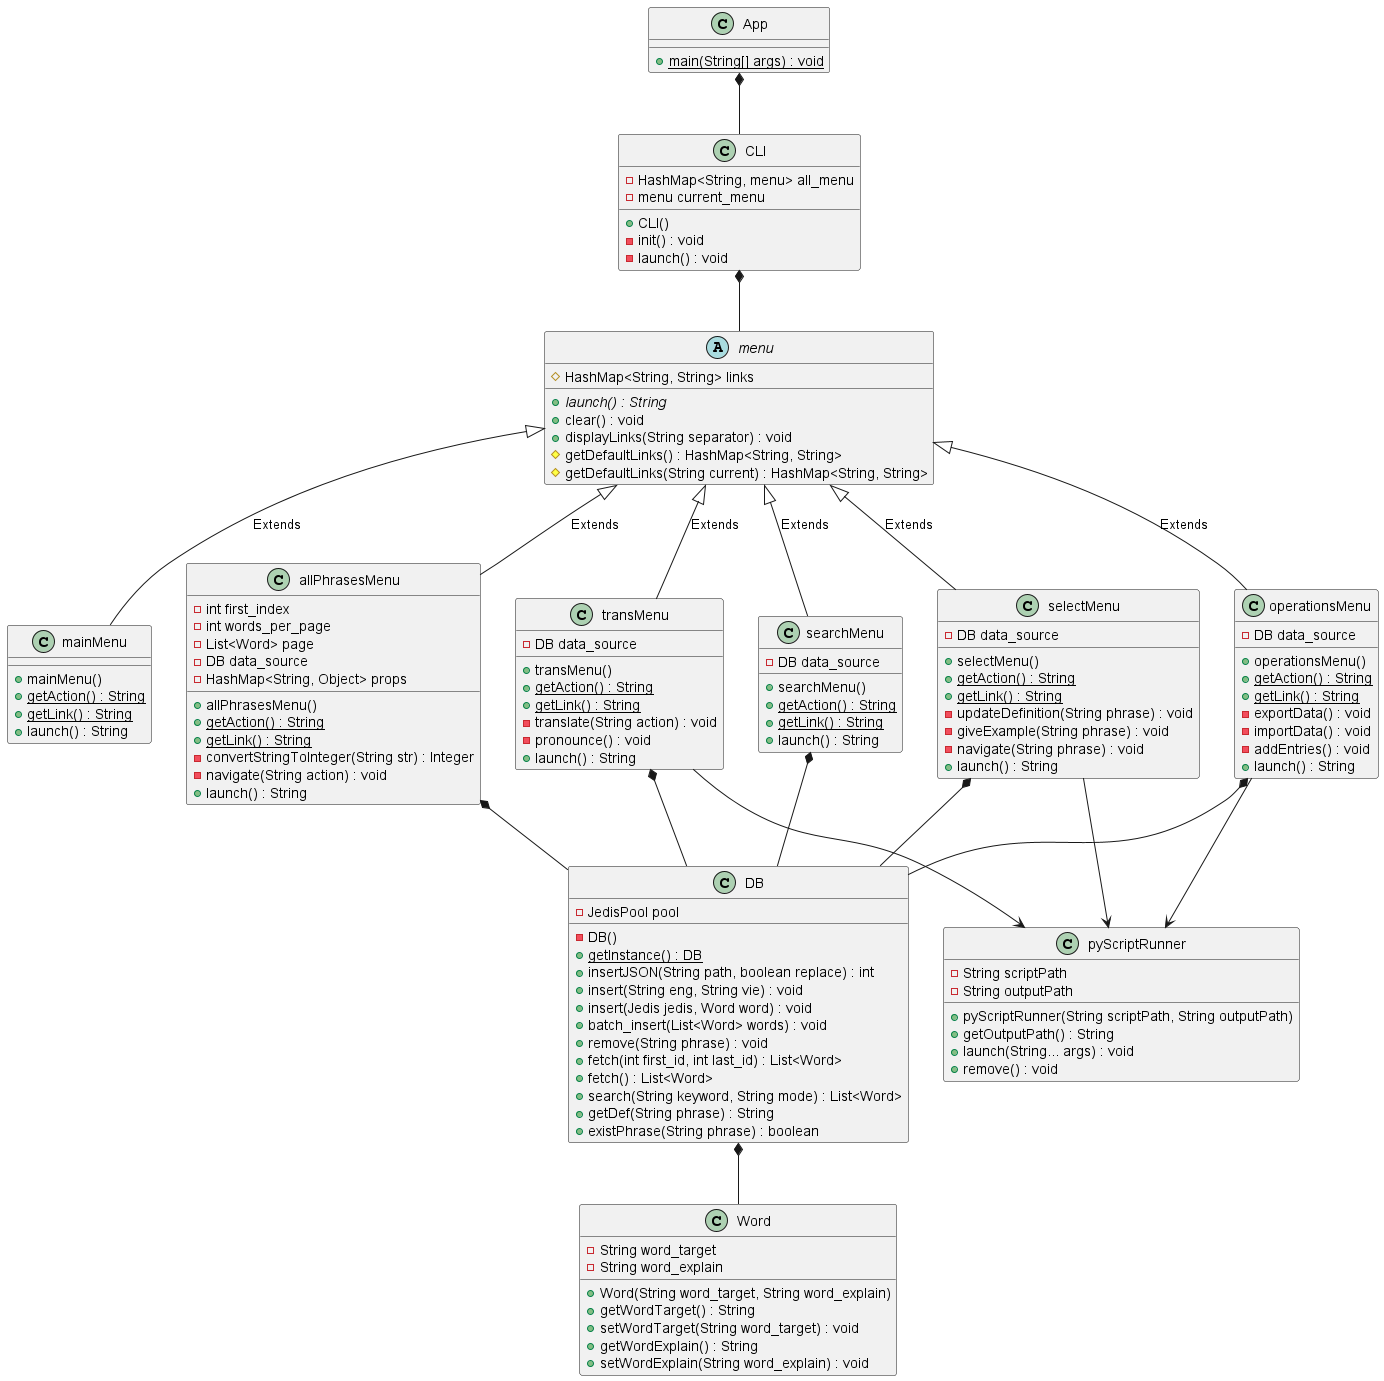 C App
main(String[] args) : void
C CLI
HashMap<String, menu> all_menu
menu current_menu
CLI()
init() : void
launch() : void
A menu
HashMap<String, String> links
launch() : String
clear() : void
displayLinks(String separator) : void
getDefaultLinks() : HashMap<String, String>
getDefaultLinks(String current) : HashMap<String, String>
Extends
Extends
Extends
Extends
Extends
Extends
C mainMenu
mainMenu()
getAction() : String
getLink() : String
launch() : String
C allPhrasesMenu
int first_index
int words_per_page
List<Word> page
DB data_source
HashMap<String, Object> props
allPhrasesMenu()
getAction() : String
getLink() : String
convertStringToInteger(String str) : Integer
navigate(String action) : void
launch() : String
C transMenu
DB data_source
transMenu()
getAction() : String
getLink() : String
translate(String action) : void
pronounce() : void
launch() : String
C searchMenu
DB data_source
searchMenu()
getAction() : String
getLink() : String
launch() : String
C selectMenu
DB data_source
selectMenu()
getAction() : String
getLink() : String
updateDefinition(String phrase) : void
giveExample(String phrase) : void
navigate(String phrase) : void
launch() : String
C operationsMenu
DB data_source
operationsMenu()
getAction() : String
getLink() : String
exportData() : void
importData() : void
addEntries() : void
launch() : String
C DB
JedisPool pool
DB()
getInstance() : DB
insertJSON(String path, boolean replace) : int
insert(String eng, String vie) : void
insert(Jedis jedis, Word word) : void
batch_insert(List<Word> words) : void
remove(String phrase) : void
fetch(int first_id, int last_id) : List<Word>
fetch() : List<Word>
search(String keyword, String mode) : List<Word>
getDef(String phrase) : String
existPhrase(String phrase) : boolean
C pyScriptRunner
String scriptPath
String outputPath
pyScriptRunner(String scriptPath, String outputPath)
getOutputPath() : String
launch(String... args) : void
remove() : void
C Word
String word_target
String word_explain
Word(String word_target, String word_explain)
getWordTarget() : String
setWordTarget(String word_target) : void
getWordExplain() : String
setWordExplain(String word_explain) : void